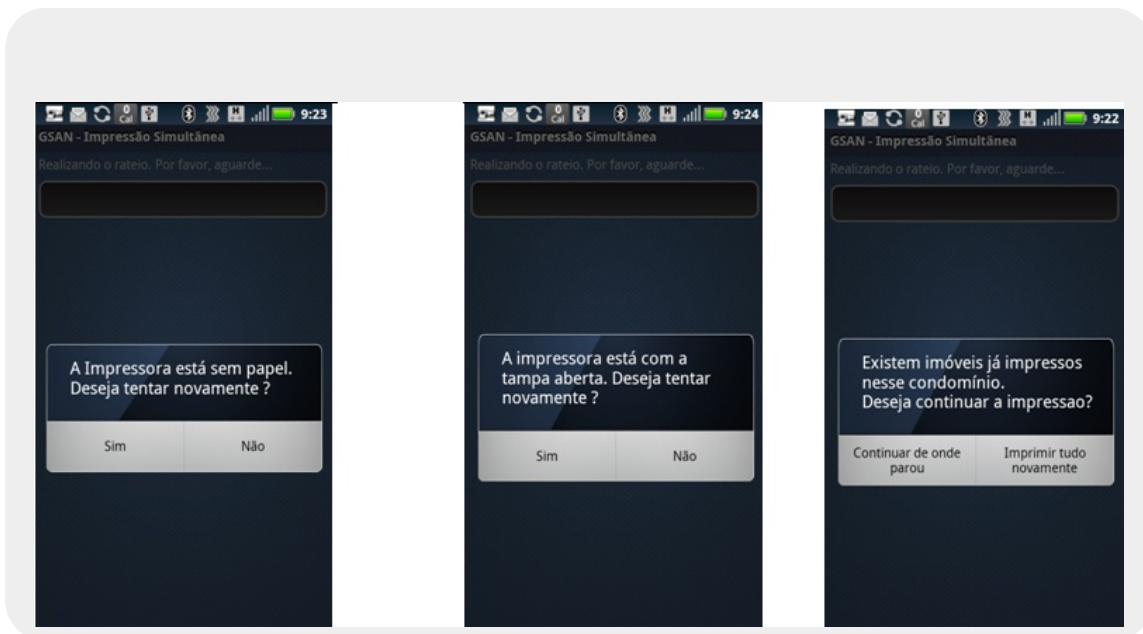 9:23
GSAN - Impressão Simultânea
Realizando o rateio. Por favor, aguarde...
A Impressora está sem papel.
Deseja tentar novamente ?
Sim
Não
9:24
GSAN - Impressão Simultânea
Realizando o rateio. Por favor, aguarde...
A impressora está com a
tampa aberta. Deseja tentar
novamente ?
Sim
Não
9:22
GSAN - Impressão Simultânea
Realizando o rateio. Por favor, aguarde...
Existem imóveis já impressos
nesse condomínio.
Deseja continuar a impressao?
Continuar de onde
parou
Imprimir tudo
novamente